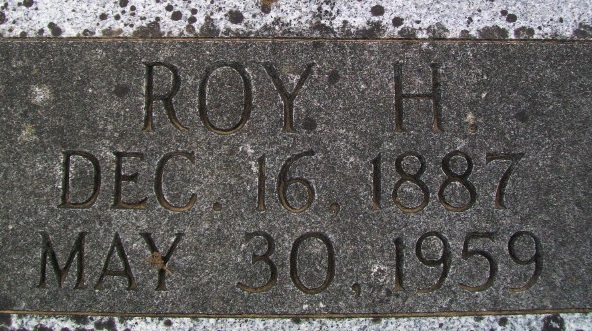 ROY H.
DEC. 16, 1887
MAY 30, 1959